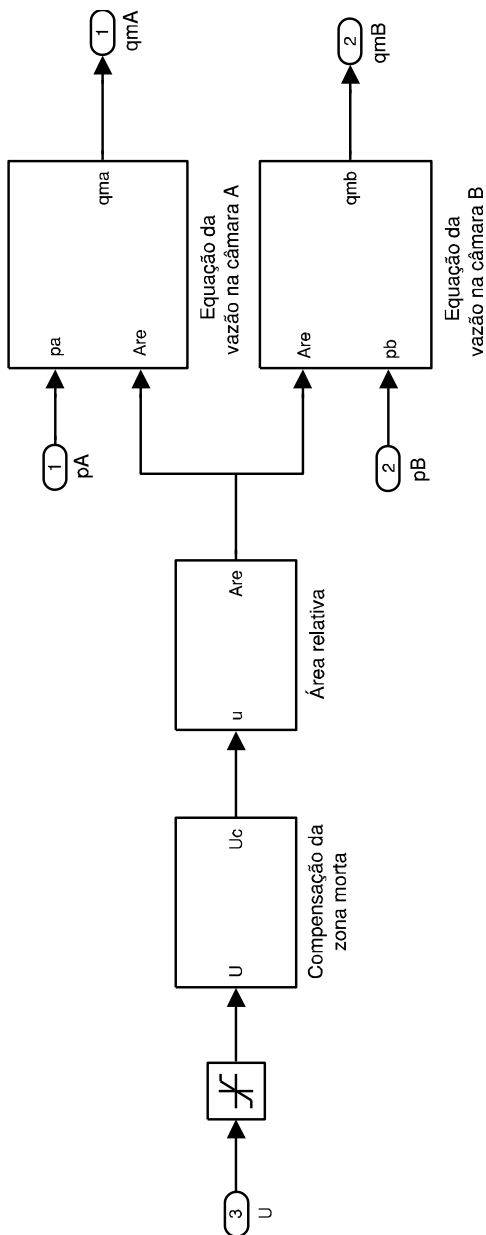 1
qmA
2
qmB
pa
Are
qma
Equação da
vazão na câmara A
Are
pb
qmb
Equação da
vazão na câmara B
1
pA
2
pB
u
Are
Área relativa
U
Uc
Compensação da
zona morta
3
U